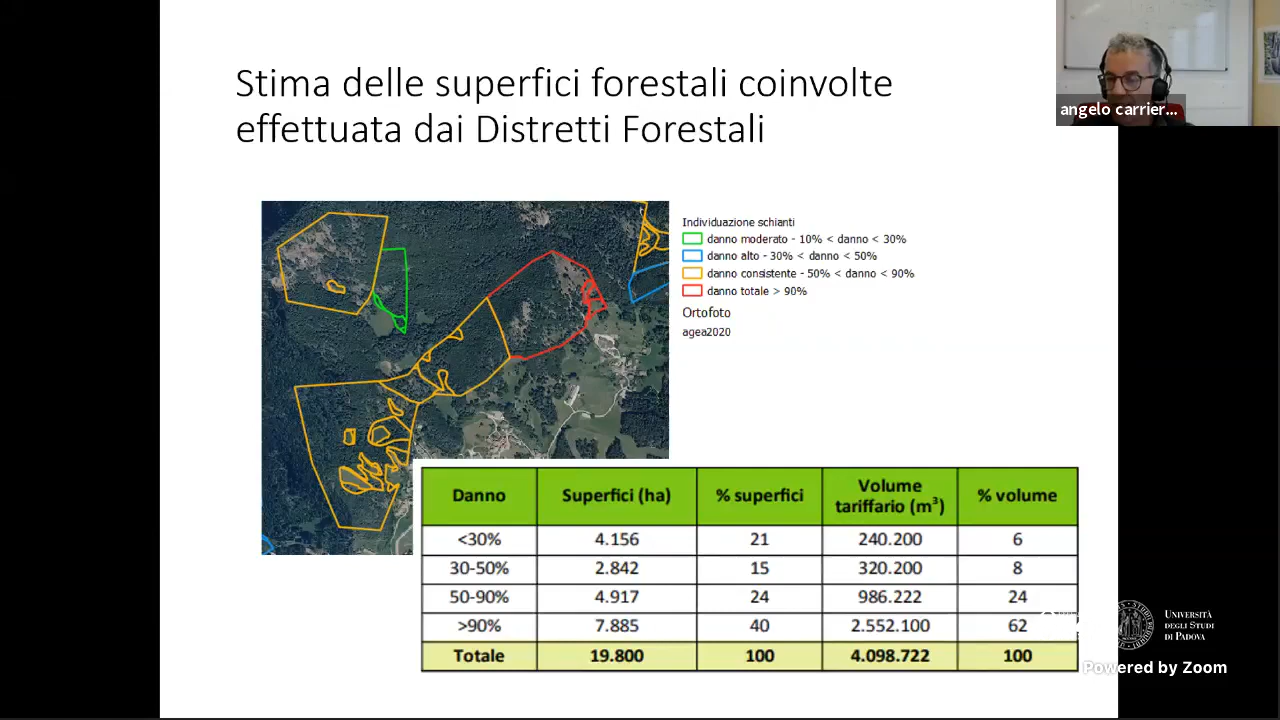 Stima delle superfici forestali coinvolte
effettuata dai Distretti Forestali
angelo carrier...
Individuazione schianti
danno moderato - 10% < danno < 30%
danno alto - 30% < danno < 50%
danno consistente - 50% < danno < 90%
danno totale > 90%
Ortofoto
agea2020
Danno Superfici (ha) % superfici Volume tariffario (m³) % volume
<30% 4.156 21 240.200 6
30-50% 2.842 15 320.200 8
50-90% 4.917 24 986.222 24
>90% 7.885 40 2.552.100 62
Totale 19.800 100 4.098.722 100
Università
degli Studi
di Padova
Powered by Zoom